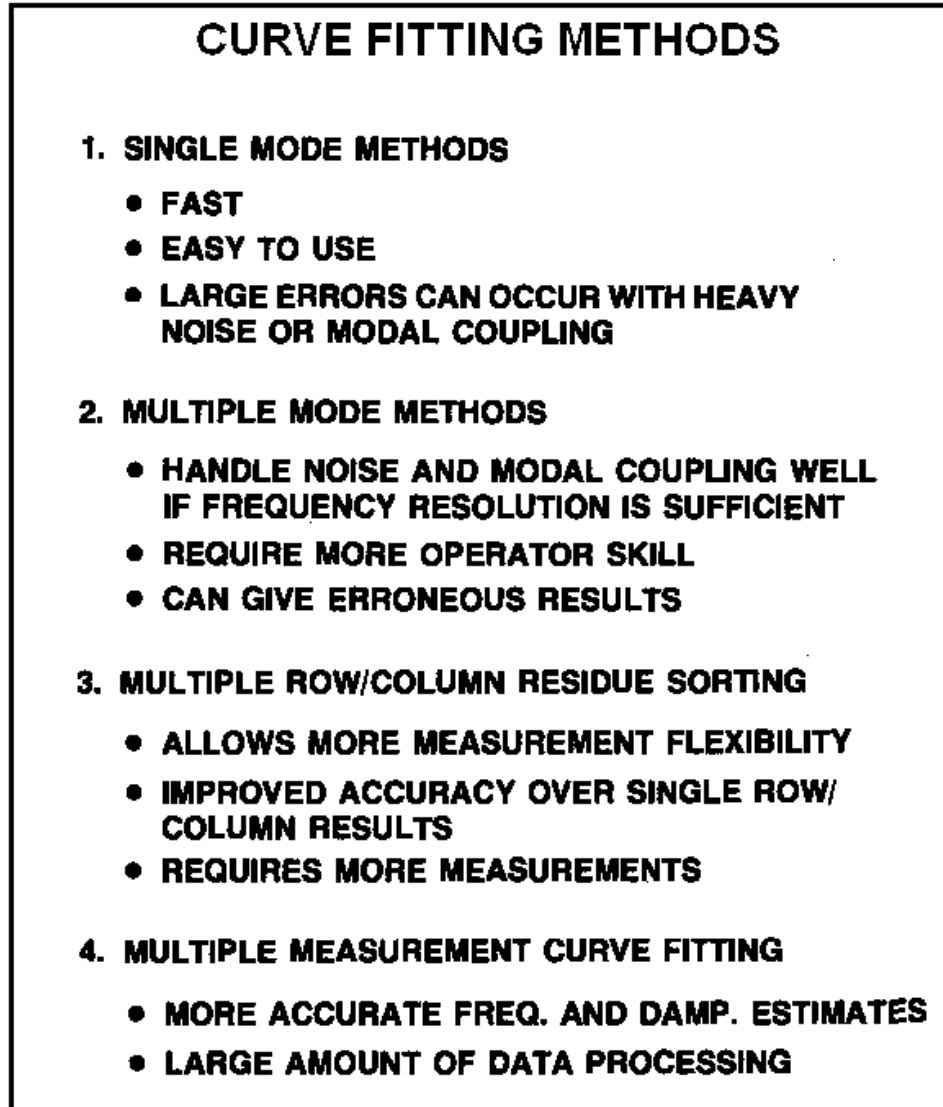 CURVE FITTING METHODS
1. SINGLE MODE METHODS
• FAST
• EASY TO USE
• LARGE ERRORS CAN OCCUR WITH HEAVY
NOISE OR MODAL COUPLING
2. MULTIPLE MODE METHODS
• HANDLE NOISE AND MODAL COUPLING WELL
IF FREQUENCY RESOLUTION IS SUFFICIENT
• REQUIRE MORE OPERATOR SKILL
• CAN GIVE ERRONEOUS RESULTS
3. MULTIPLE ROW/COLUMN RESIDUE SORTING
• ALLOWS MORE MEASUREMENT FLEXIBILITY
• IMPROVED ACCURACY OVER SINGLE ROW/
COLUMN RESULTS
• REQUIRES MORE MEASUREMENTS
4. MULTIPLE MEASUREMENT CURVE FITTING
• MORE ACCURATE FREQ. AND DAMP. ESTIMATES
• LARGE AMOUNT OF DATA PROCESSING